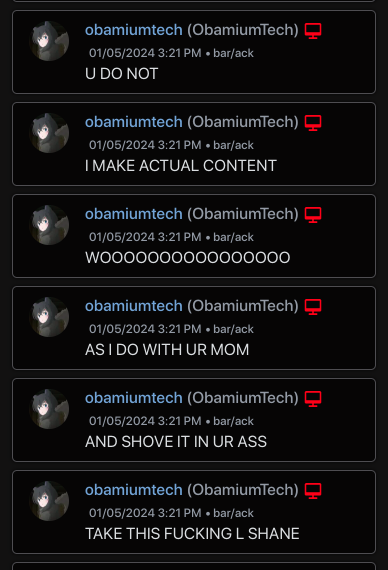 obamiumtech (ObamiumTech)
01/05/2024 3:21 PM • bar/ack
U DO NOT
obamiumtech (ObamiumTech)
01/05/2024 3:21 PM • bar/ack
I MAKE ACTUAL CONTENT
obamiumtech (ObamiumTech)
01/05/2024 3:21 PM • bar/ack
WOOOOOOOOOOOOOOOO
obamiumtech (ObamiumTech)
01/05/2024 3:21 PM • bar/ack
AS I DO WITH UR MOM
obamiumtech (ObamiumTech)
01/05/2024 3:21 PM • bar/ack
AND SHOVE IT IN UR ASS
obamiumtech (ObamiumTech)
01/05/2024 3:21 PM • bar/ack
TAKE THIS FUCKING L SHANE